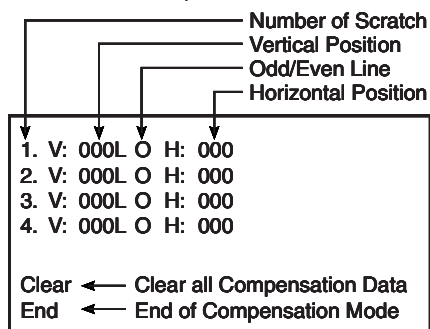 Number of Scratch
Vertical Position
Odd/Even Line
Horizontal Position
1. V: 000L O H: 000
2. V: 000L O H: 000
3. V: 000L O H: 000
4. V: 000L O H: 000
Clear Clear all Compensation Data
End End of Compensation Mode